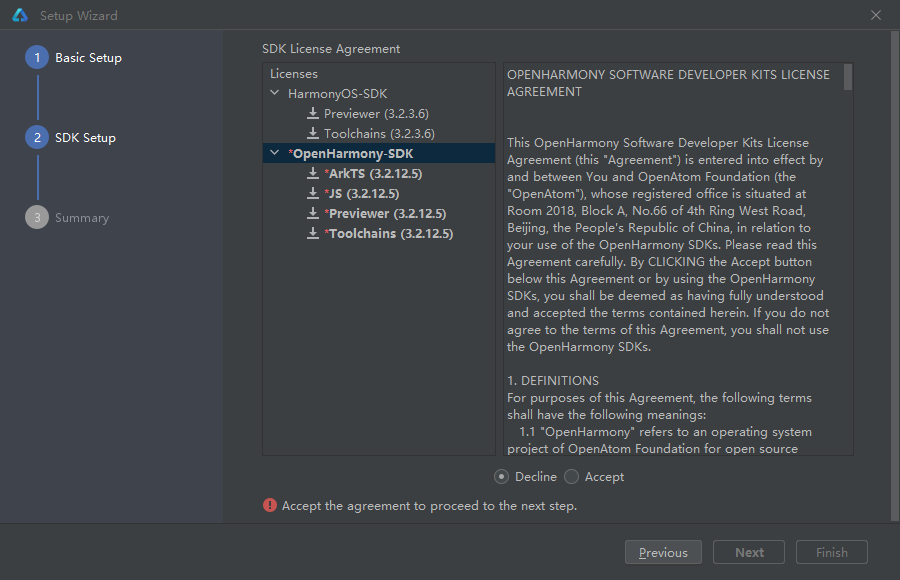 Setup Wizard
1 Basic Setup
2 SDK Setup
3 Summary
SDK License Agreement
Licenses
HarmonyOS-SDK
Previewer (3.2.3.6)
Toolchains (3.2.3.6)
*OpenHarmony-SDK
*ArkTS (3.2.12.5)
*JS (3.2.12.5)
*Previewer (3.2.12.5)
*Toolchains (3.2.12.5)
OPENHARMONY SOFTWARE DEVELOPER KITS LICENSE
AGREEMENT
This OpenHarmony Software Developer Kits License
Agreement (this "Agreement") is entered into effect by
and between You and OpenAtom Foundation (the
"OpenAtom"), whose registered office is situated at
Room 2018, Block A, No.66 of 4th Ring West Road,
Beijing, the People's Republic of China, in relation to
your use of the OpenHarmony SDKs. Please read this
Agreement carefully. By CLICKING the Accept button
below this Agreement or by using the OpenHarmony
SDKs, you shall be deemed as having fully understood
and accepted the terms contained herein. If you do not
agree to the terms of this Agreement, you shall not use
the OpenHarmony SDKs.
1. DEFINITIONS
For purposes of this Agreement, the following terms
shall have the following meanings:
1.1 "OpenHarmony" refers to an operating system
project of OpenAtom Foundation for open source
Decline Accept
Accept the agreement to proceed to the next step.
Previous Next Finish